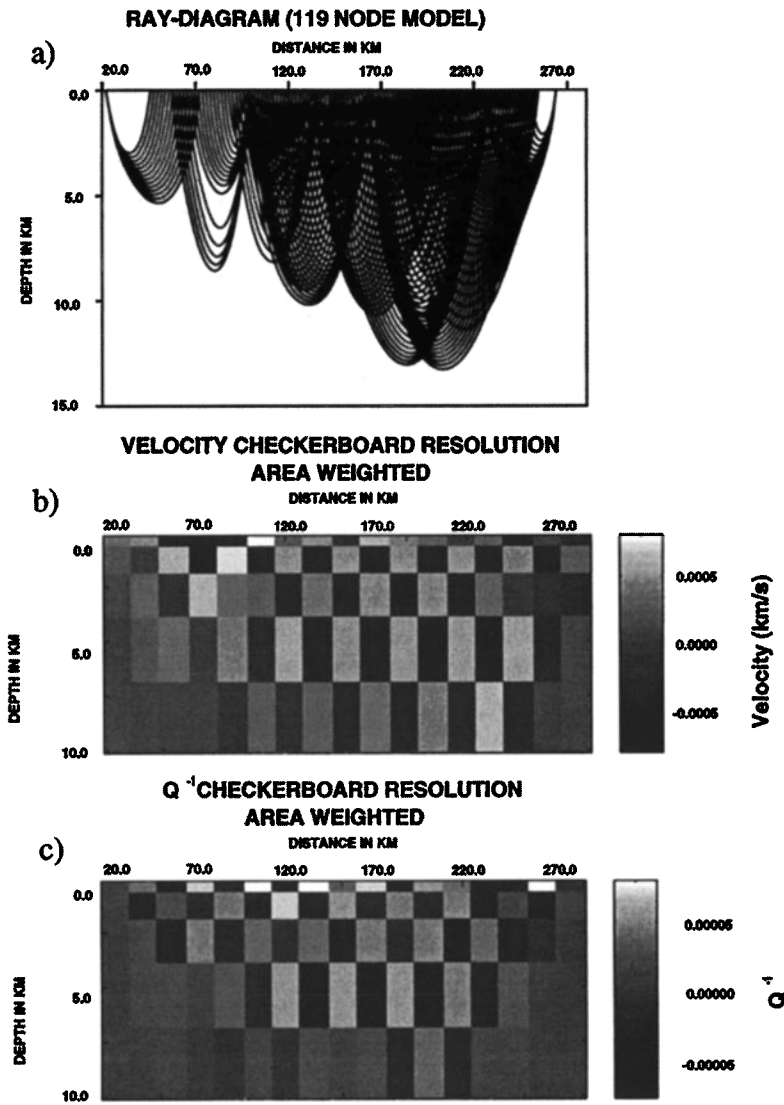 RAY-DIAGRAM (119 NODE MODEL)
a)
DISTANCE IN KM
20.0 70.0 120.0 170.0 220.0 270.0
0.0
5.0
10.0
15.0
DEPTH IN KM
VELOCITY CHECKERBOARD RESOLUTION
AREA WEIGHTED
b)
DISTANCE IN KM
20.0 70.0 120.0 170.0 220.0 270.0
0.0
5.0
10.0
DEPTH IN KM
0.0005
0.0000
-0.0005
Velocity (km/s)
Q⁻¹ CHECKERBOARD RESOLUTION
AREA WEIGHTED
c)
DISTANCE IN KM
20.0 70.0 120.0 170.0 220.0 270.0
0.0
5.0
10.0
DEPTH IN KM
0.00005
0.00000
-0.00005
Q⁻¹